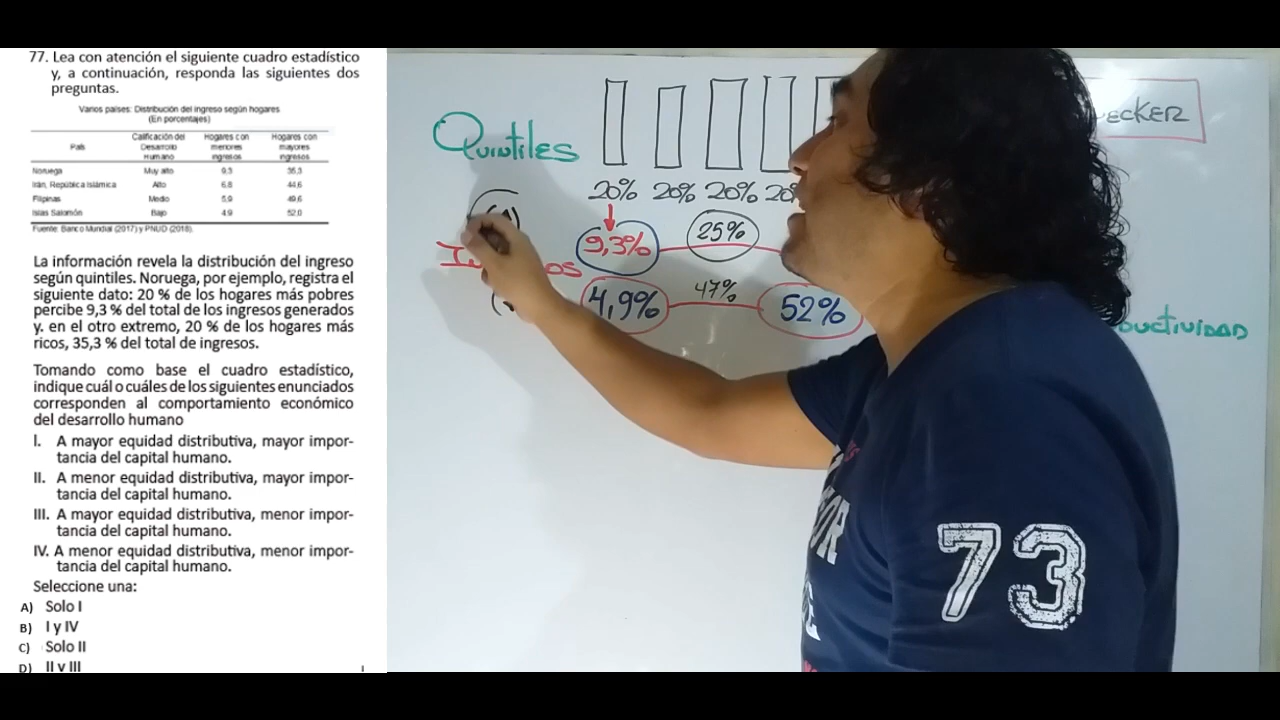 77. Lea con atención el siguiente cuadro estadístico
y, a continuación, responda las siguientes dos
preguntas.
Varios países: Distribución del ingreso según hogares
(En porcentajes)
País Calificación del Desarrollo Humano Hogares con menores ingresos Hogares con mayores ingresos
Noruega Muy alto 9,3 35,3
Irán, República Islámica Alto 6,8 44,6
Filipinas Medio 5,9 49,6
Islas Salomón Bajo 4,9 52,0
Fuente: Banco Mundial (2017) y PNUD (2018).
La información revela la distribución del ingreso
según quintiles. Noruega, por ejemplo, registra el
siguiente dato: 20 % de los hogares más pobres
percibe 9,3 % del total de los ingresos generados
y. en el otro extremo, 20 % de los hogares más
ricos, 35,3 % del total de ingresos.
Tomando como base el cuadro estadístico,
indique cuál o cuáles de los siguientes enunciados
corresponden al comportamiento económico
del desarrollo humano
I. A mayor equidad distributiva, mayor impor-
tancia del capital humano.
II. A menor equidad distributiva, mayor impor-
tancia del capital humano.
III. A mayor equidad distributiva, menor impor-
tancia del capital humano.
IV. A menor equidad distributiva, menor impor-
tancia del capital humano.
Seleccione una:
A) Solo I
B) I y IV
C) Solo II
D) II y III
Quintiles
20% 20% 20% 20%
9,3% 25%
4,9% 47% 52%
ECKER
UCTIVIDAD
73